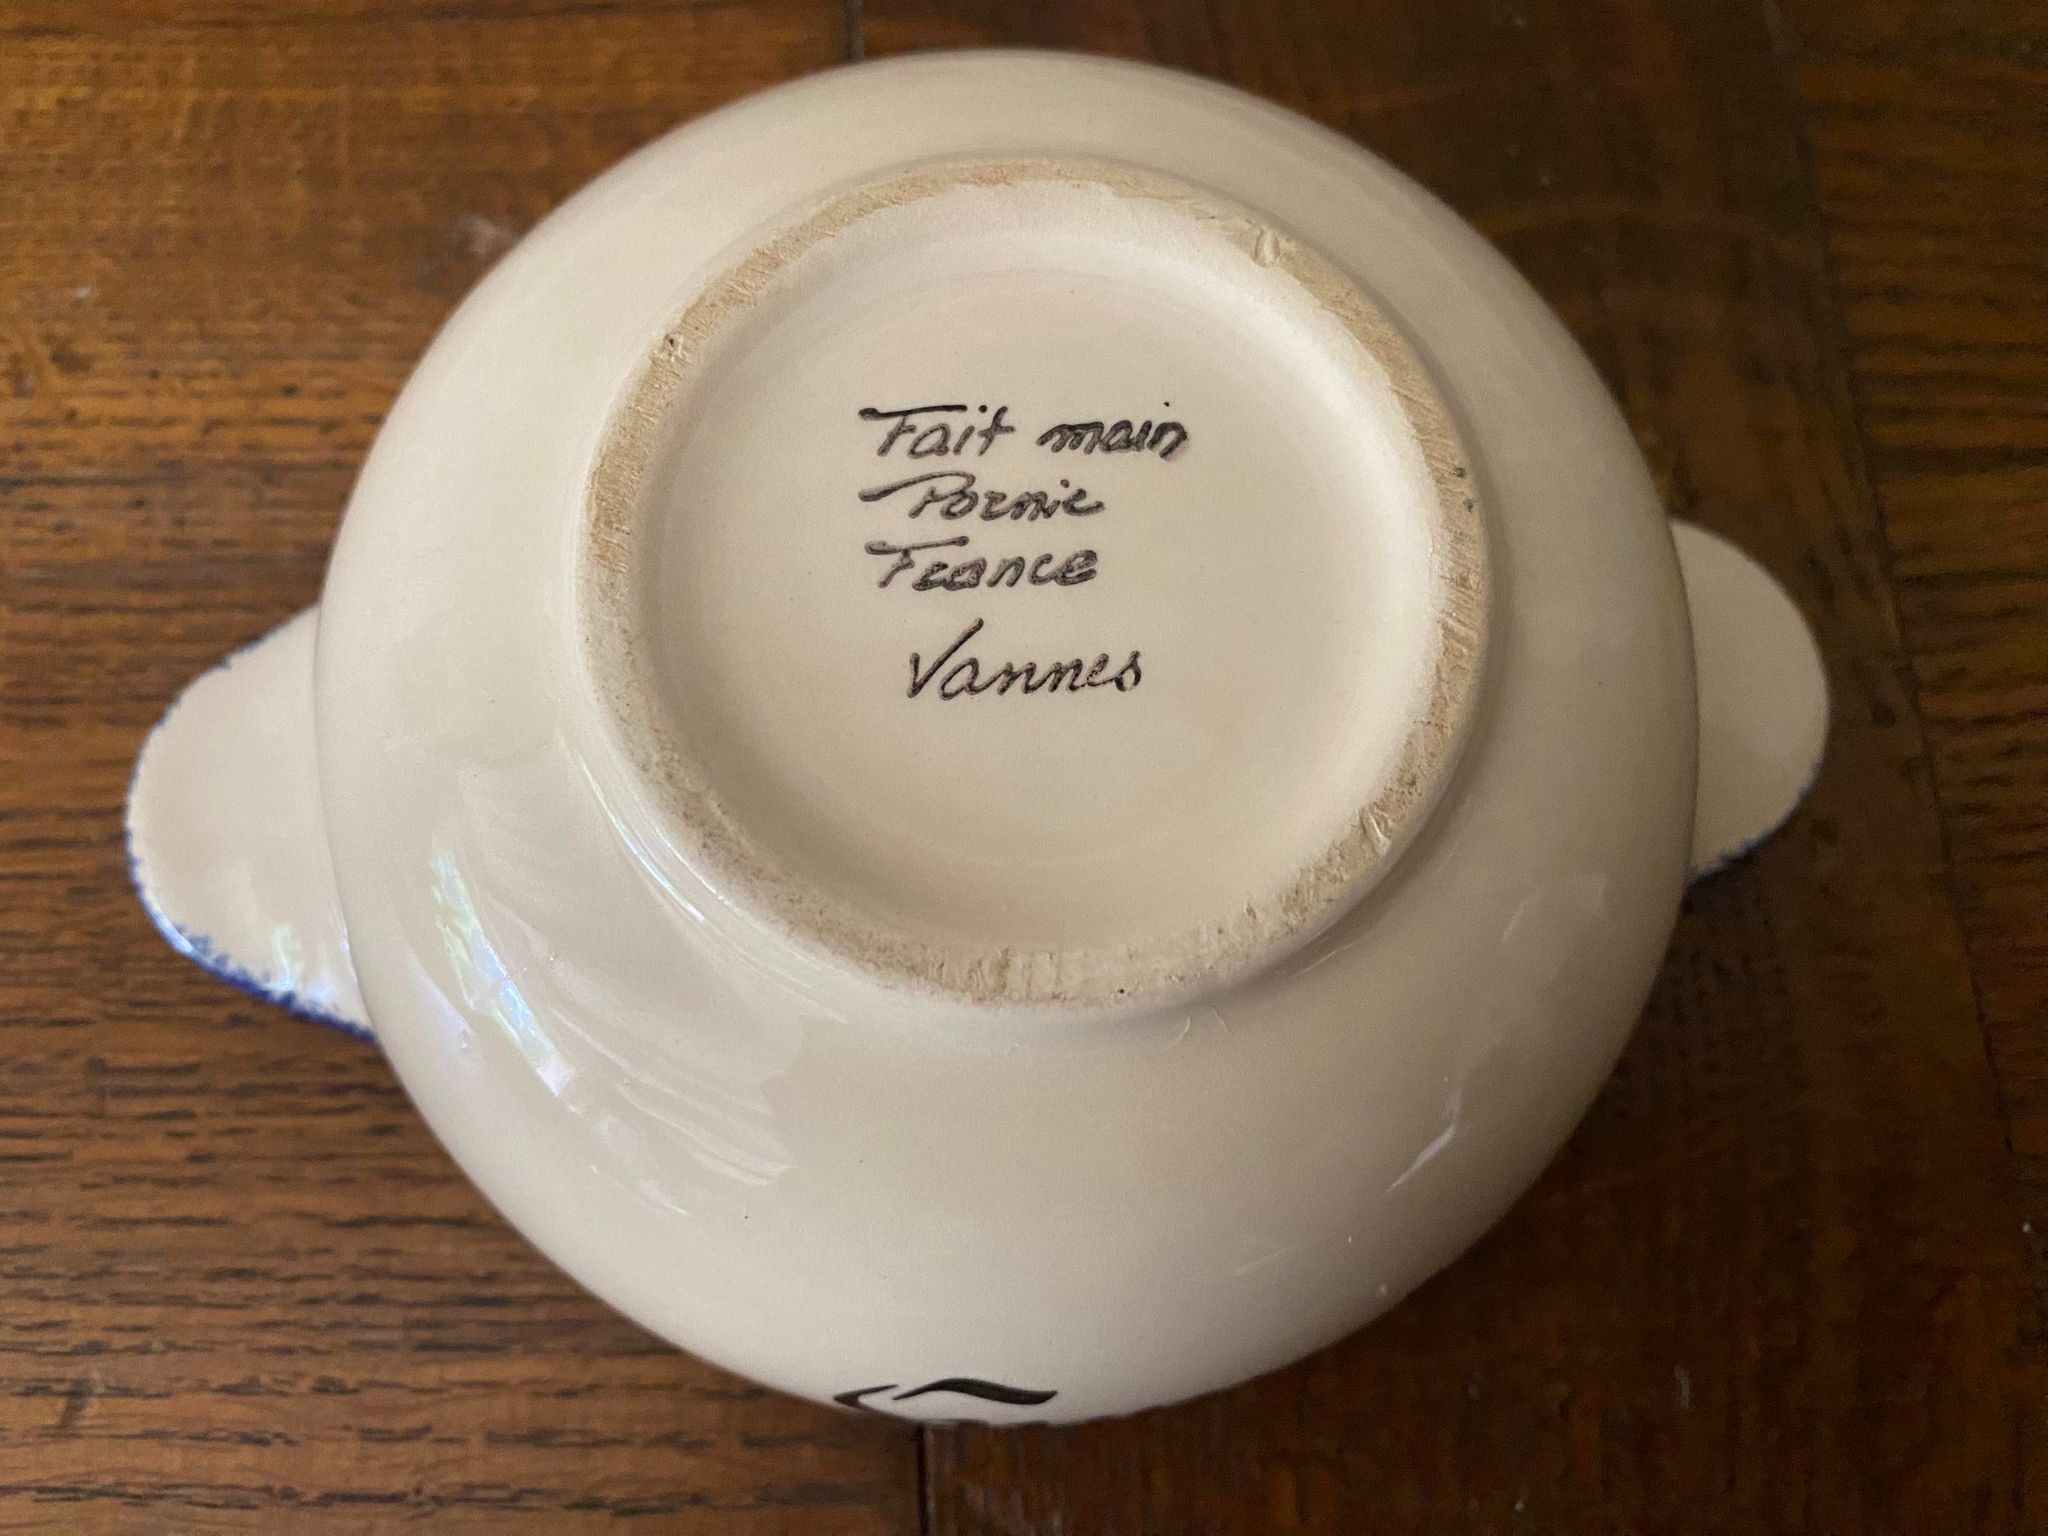 Fait main
Pornic
France
Vannes